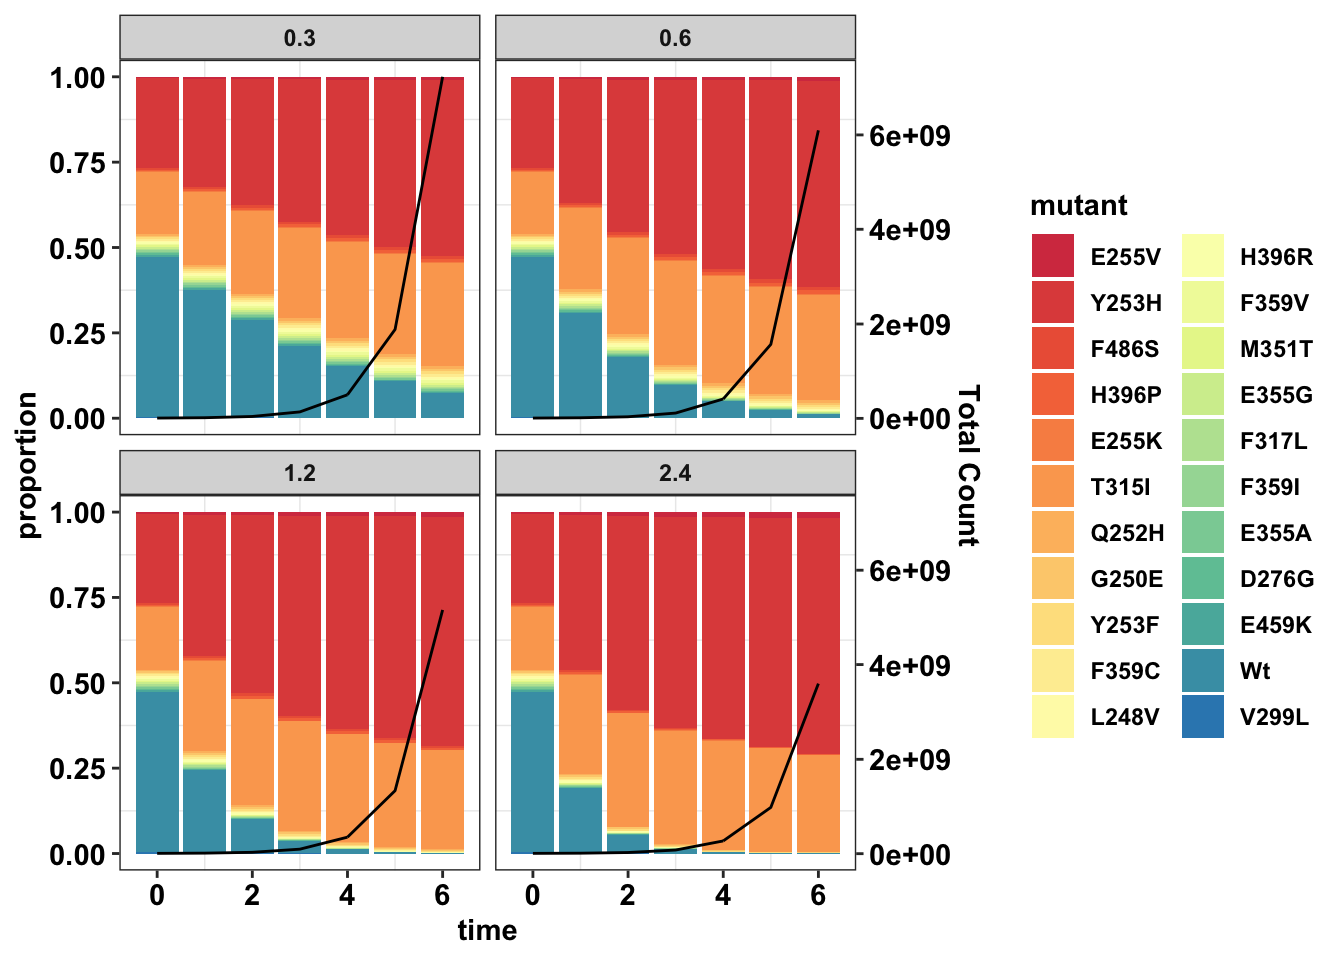 0.3
0.6
1.00
0.75
0.50
0.25
0.00
6e+09
4e+09
2e+09
0e+00
1.2
2.4
1.00
0.75
0.50
0.25
0.00
6e+09
4e+09
2e+09
0e+00
0 2 4 6
0 2 4 6
time
proportion
Total Count
mutant
E255V
Y253H
F486S
H396P
E255K
T315I
Q252H
G250E
Y253F
F359C
L248V
H396R
F359V
M351T
E355G
F317L
F359I
E355A
D276G
E459K
Wt
V299L